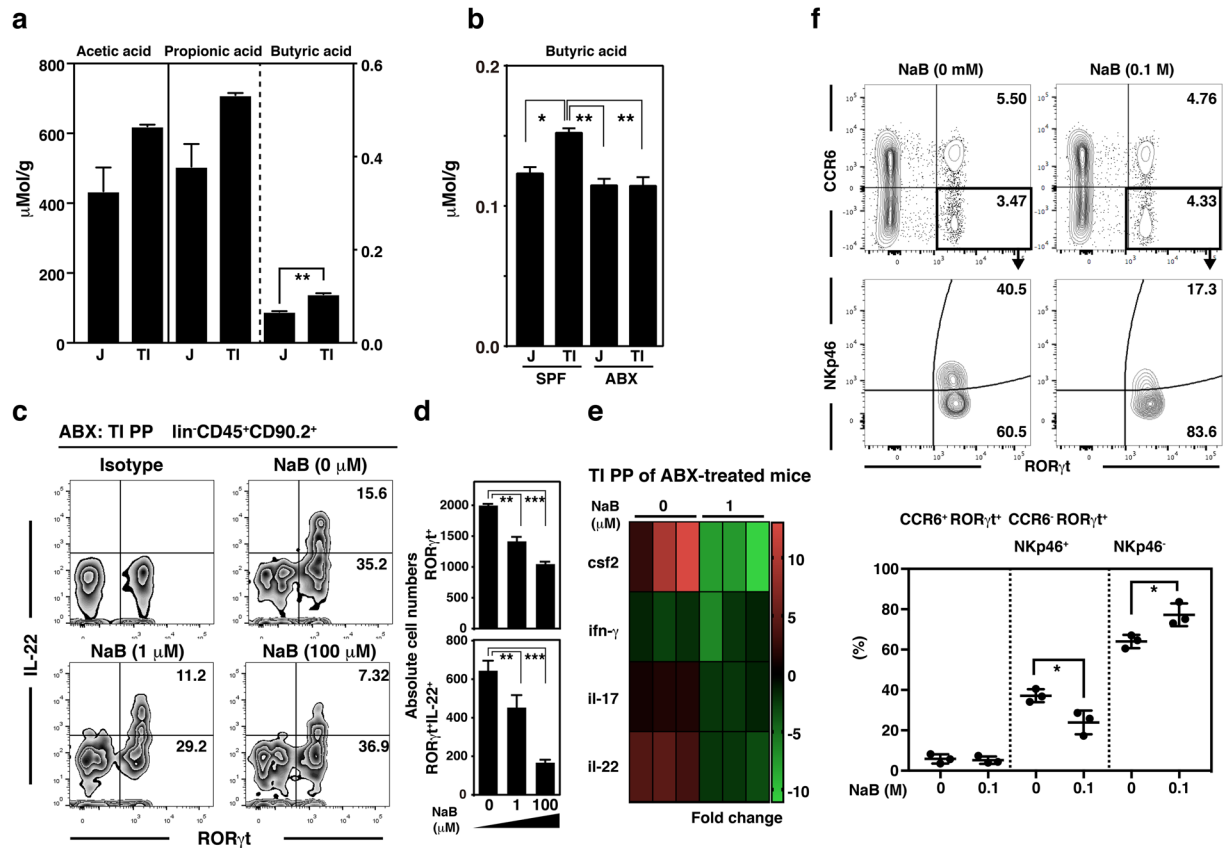 a
Acetic acid Propionic acid Butyric acid
μMol/g
800
600
400
200
0
0.6
0.4
0.2
0.0
**
J TI J TI J TI
b
Butyric acid
μMol/g
0.2
0.1
0.0
* ** **
J TI J TI
SPF ABX
c
ABX: TI PP lin-CD45+CD90.2+
Isotype NaB (0 μM)
15.6
35.2
NaB (1 μM) NaB (100 μM)
11.2 7.32
29.2 36.9
IL-22
RORγt
d
Absolute cell numbers
RORγt+
2000
1500
1000
500
0
** ***
RORγt+IL-22+
800
600
400
200
0
** ***
NaB (μM)
0 1 100
e
TI PP of ABX-treated mice
NaB (μM) 0 1
csf2
ifn-γ
il-17
il-22
10
5
0
-5
-10
Fold change
f
NaB (0 mM) NaB (0.1 M)
CCR6
5.50 4.76
3.47 4.33
NKp46
40.5 17.3
60.5 83.6
RORγt
CCR6+ RORγt+ CCR6- RORγt+
NKp46+ NKp46-
(%)
100
80
60
40
20
0
* *
NaB (M) 0 0.1 0 0.1 0 0.1